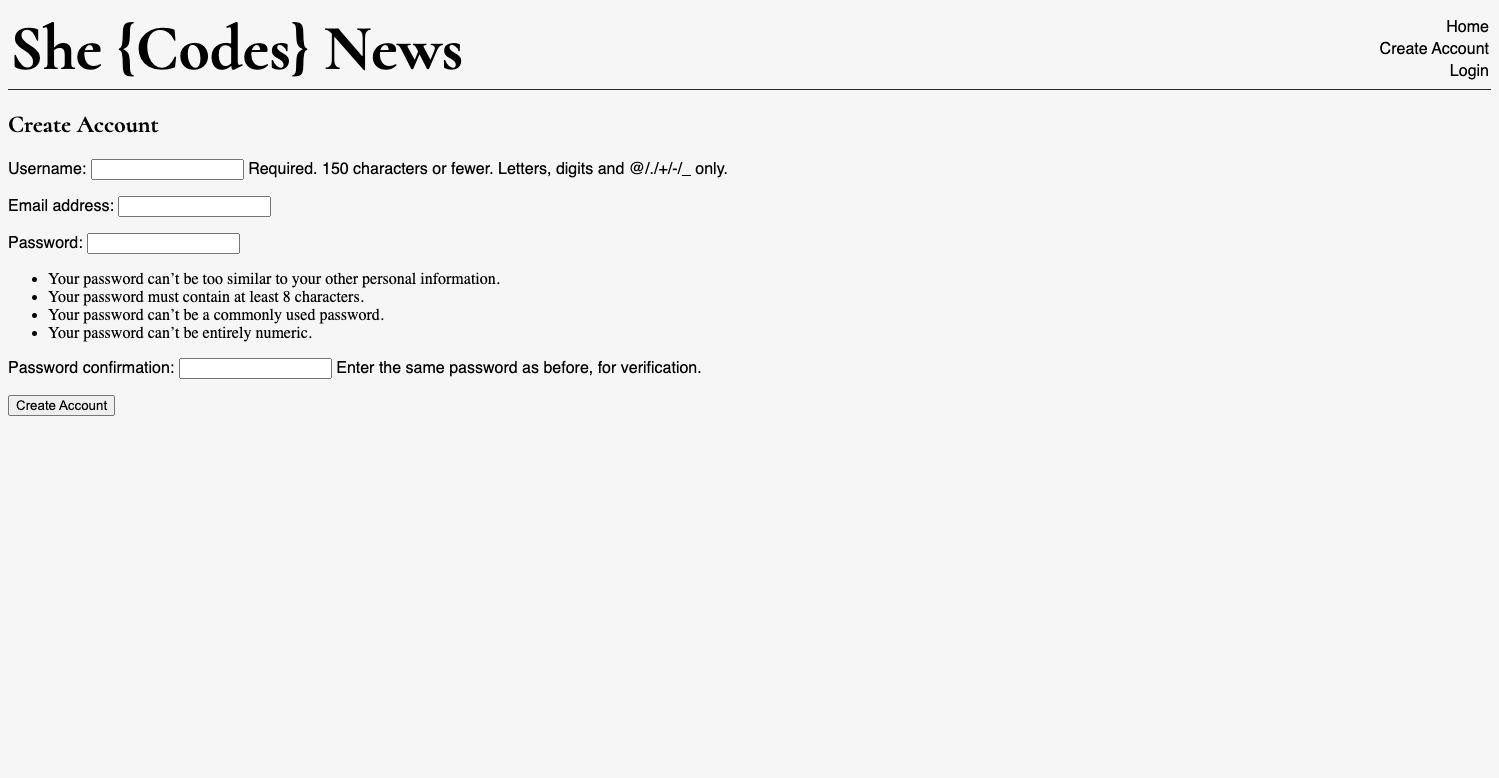 She {Codes} News
Home
Create Account
Login
Create Account
Username: Required. 150 characters or fewer. Letters, digits and @/./+/-/_ only.
Email address:
Password:
• Your password can’t be too similar to your other personal information.
• Your password must contain at least 8 characters.
• Your password can’t be a commonly used password.
• Your password can’t be entirely numeric.
Password confirmation: Enter the same password as before, for verification.
Create Account